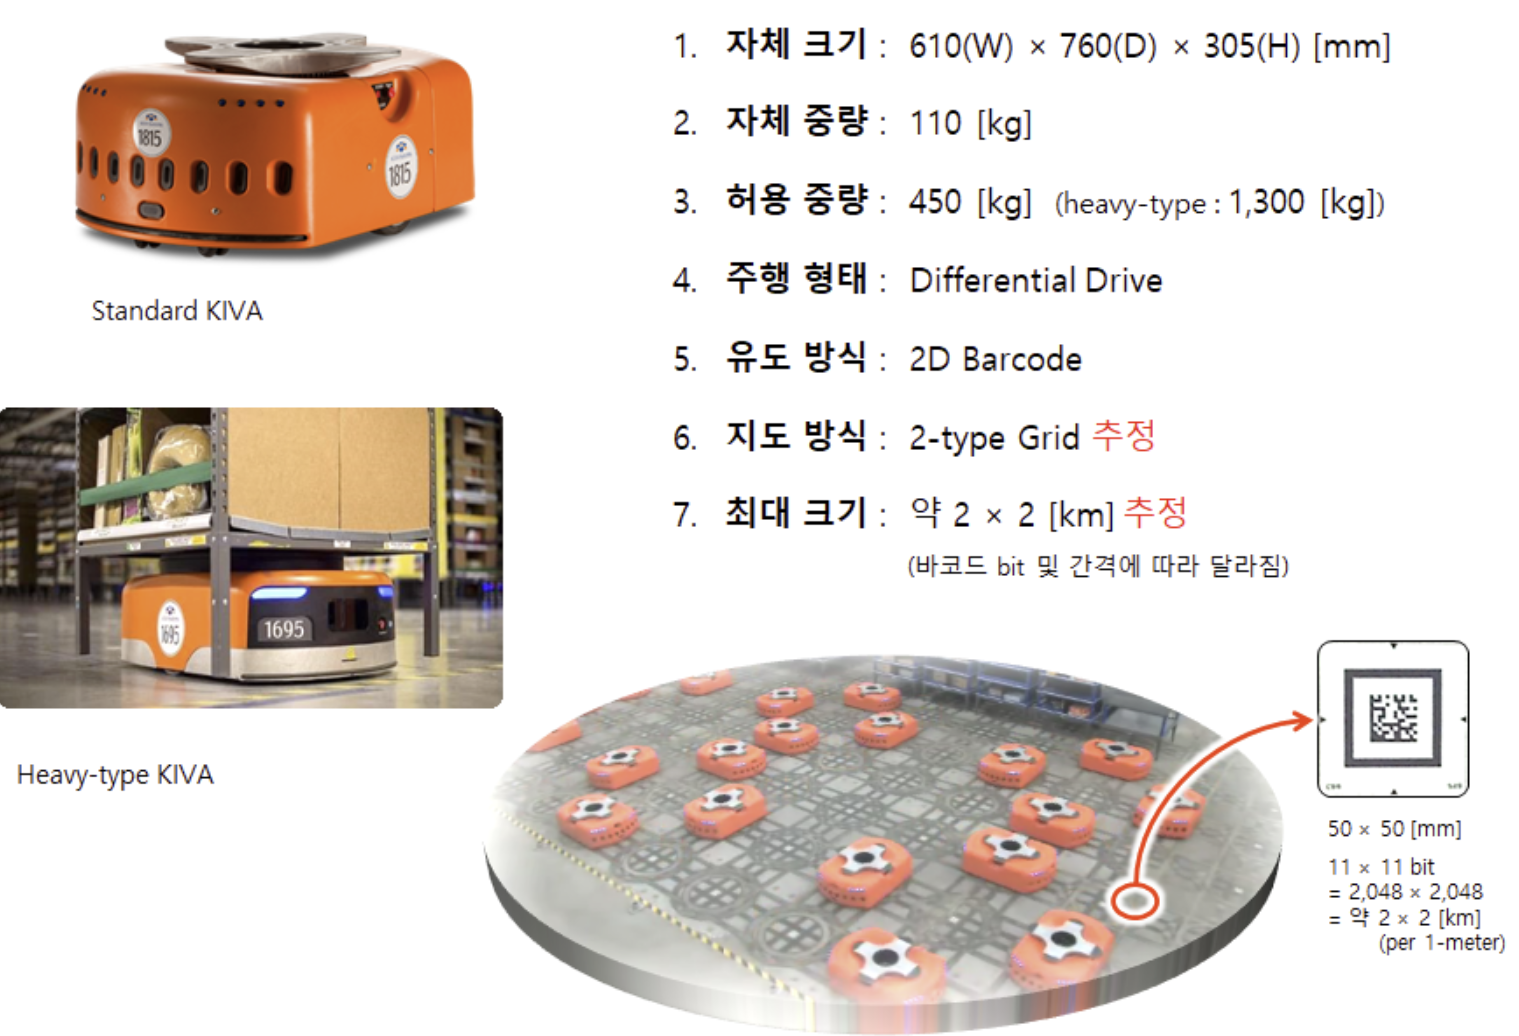 1815
1815
Standard KIVA
1695
1695
Heavy-type KIVA
1. 자체 크기 : 610(W) × 760(D) × 305(H) [mm]
2. 자체 중량 : 110 [kg]
3. 허용 중량 : 450 [kg] (heavy-type : 1,300 [kg])
4. 주행 형태 : Differential Drive
5. 유도 방식 : 2D Barcode
6. 지도 방식 : 2-type Grid 추정
7. 최대 크기 : 약 2 × 2 [km] 추정
(바코드 bit 및 간격에 따라 달라짐)
50 × 50 [mm]
11 × 11 bit
= 2,048 × 2,048
= 약 2 × 2 [km]
(per 1-meter)